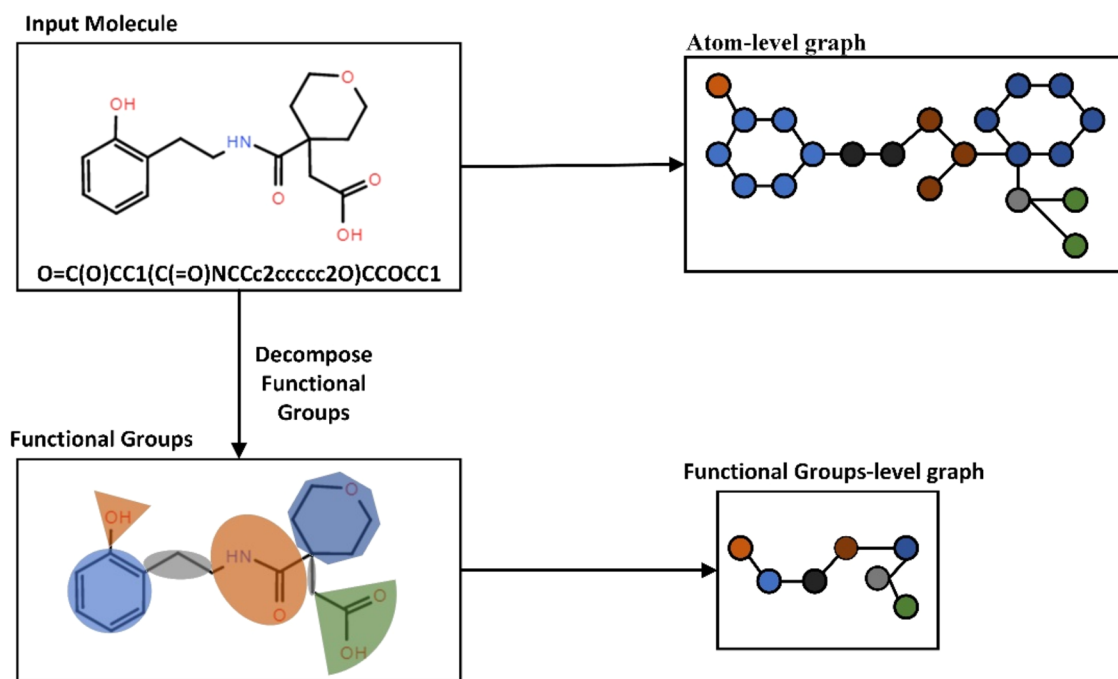 Input Molecule
Atom-level graph
O
OH
HN
O
O
OH
O=C(O)CC1(C(=O)NCCc2ccccc2O)CCOCC1
Decompose
Functional
Groups
Functional Groups
Functional Groups-level graph
O
OH
HN
O
O
OH